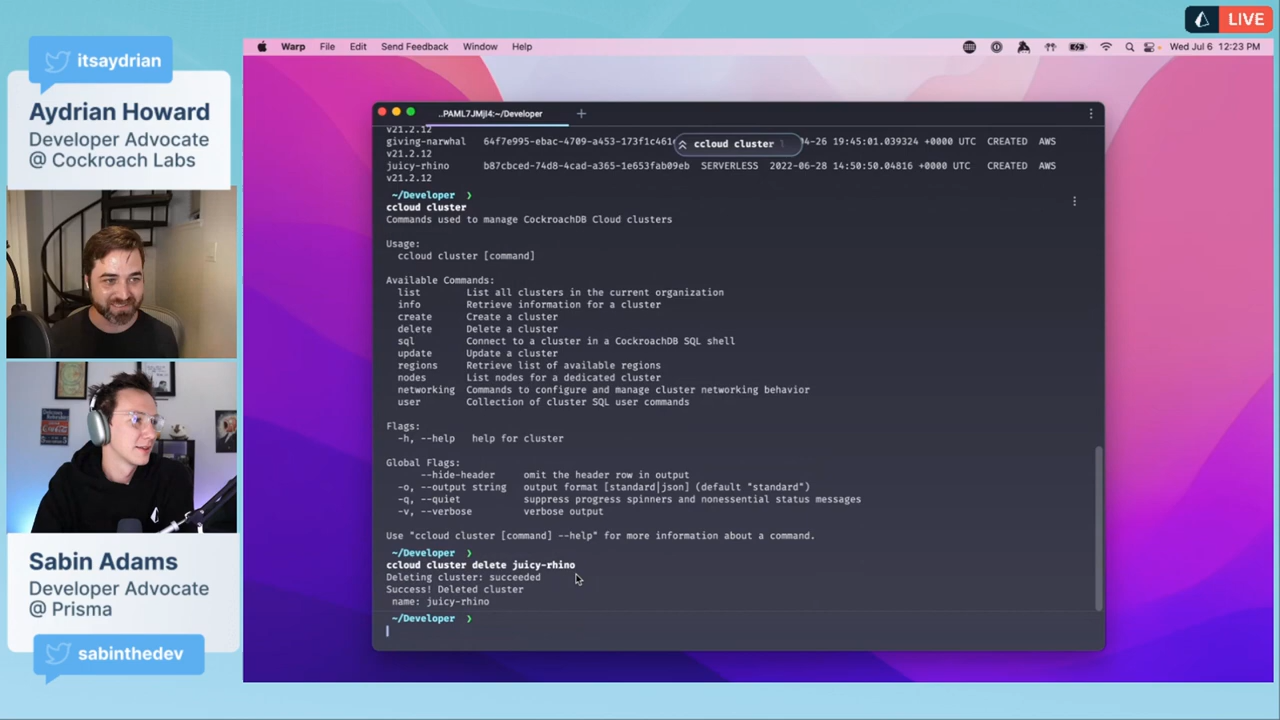 LIVE
itsaydrian
Aydrian Howard
Developer Advocate
@ Cockroach Labs
Sabin Adams
Developer Advocate
@ Prisma
sabinthedev
Warp File Edit Send Feedback Window Help Wed Jul 6 12:23 PM
..PAML7JMJI4:~/Developer
v21.2.12
giving-narwhal 64f7e995-ebac-4709-a453-173f1c461 4-26 19:45:01.039324 +0000 UTC CREATED AWS
ccloud cluster
v21.2.12
juicy-rhino b87cbced-74d8-4cad-a365-1e653fab09eb SERVERLESS 2022-06-28 14:50:50.04816 +0000 UTC CREATED AWS
v21.2.12
~/Developer ❯
ccloud cluster
Commands used to manage CockroachDB Cloud clusters
Usage:
ccloud cluster [command]
Available Commands:
list List all clusters in the current organization
info Retrieve information for a cluster
create Create a cluster
delete Delete a cluster
sql Connect to a cluster in a CockroachDB SQL shell
update Update a cluster
regions Retrieve list of available regions
nodes List nodes for a dedicated cluster
networking Commands to configure and manage cluster networking behavior
user Collection of cluster SQL user commands
Flags:
-h, --help help for cluster
Global Flags:
--hide-header omit the header row in output
-o, --output string output format [standard|json] (default "standard")
-q, --quiet suppress progress spinners and nonessential status messages
-v, --verbose verbose output
Use "ccloud cluster [command] --help" for more information about a command.
~/Developer ❯
ccloud cluster delete juicy-rhino
Deleting cluster: succeeded
Success! Deleted cluster
name: juicy-rhino
~/Developer ❯